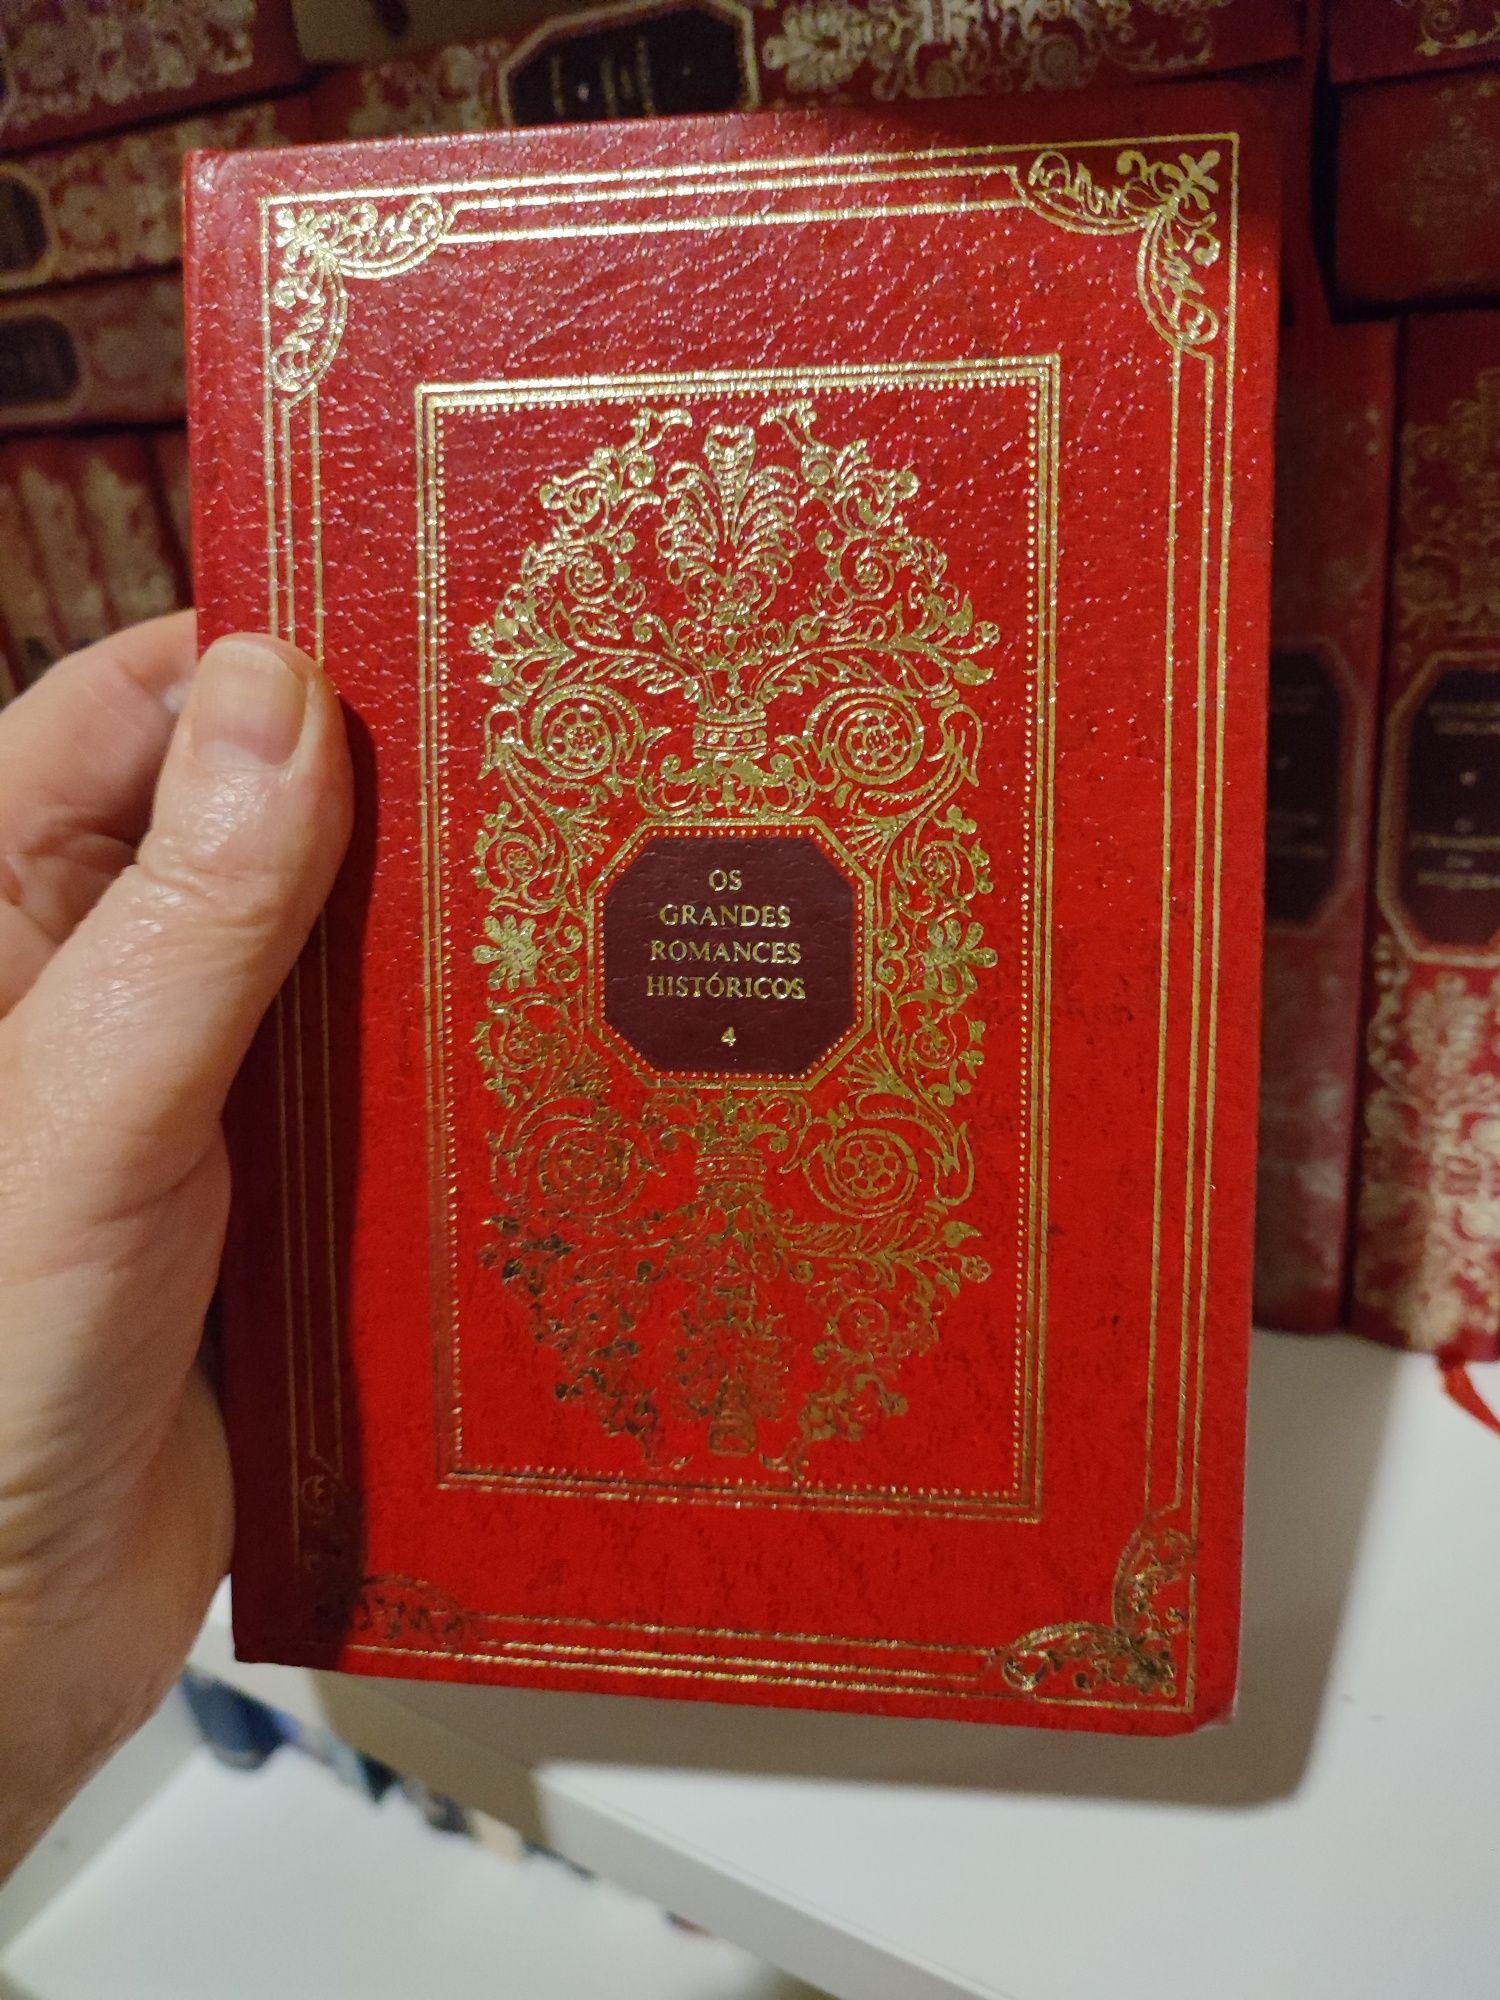 OS
GRANDES
ROMANCES
HISTÓRICOS
4